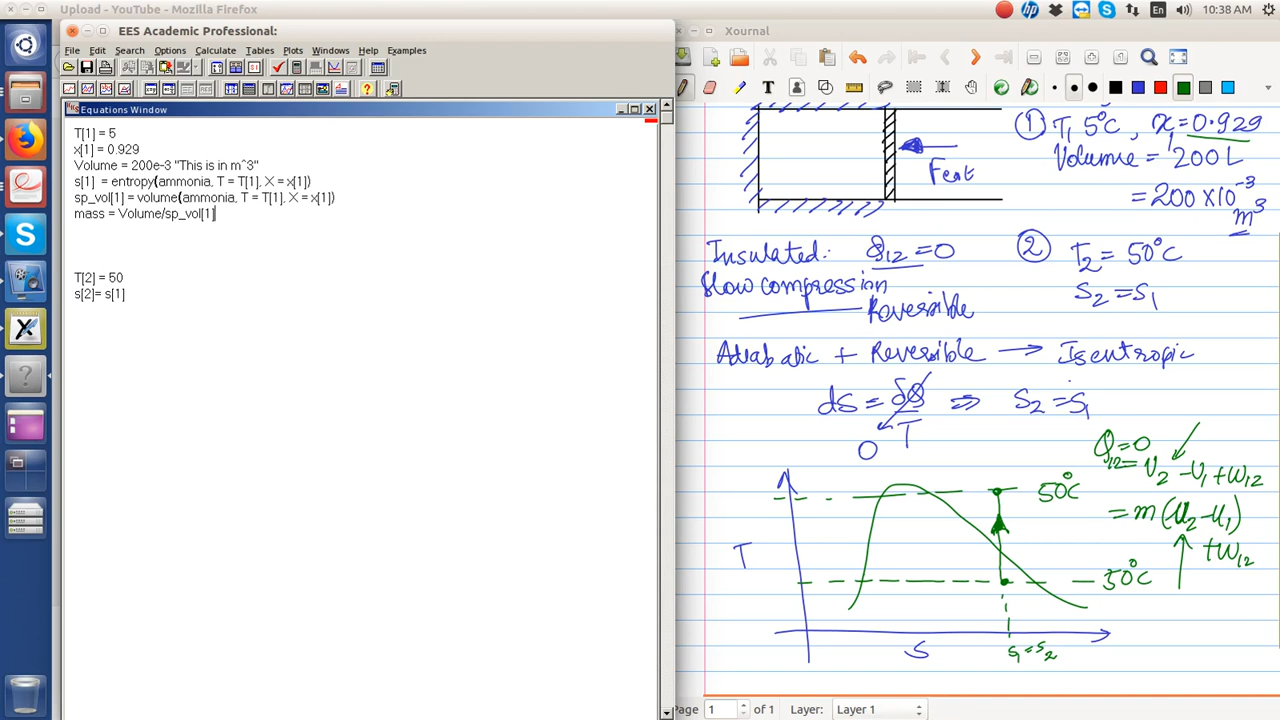 Upload - YouTube - Mozilla Firefox
En
10:38 AM
EES Academic Professional:
File Edit Search Options Calculate Tables Plots Windows Help Examples
Equations Window
T[1] = 5
x[1] = 0.929
Volume = 200e-3 "This is in m^3"
s[1] = entropy(ammonia, T = T[1], X = x[1])
sp_vol[1] = volume(ammonia, T = T[1], X = x[1])
mass = Volume/sp_vol[1]
T[2] = 50
s[2]= s[1]
Xournal
Feat
① T1 5°C, x1 = 0.929
Volume = 200L
= 200 X10^-3 m^3
Insulated: Q12 = 0
Slow compression
Reversible
② T2 = 50°C
S2 = S1
Adiabatic + Reversible → Isentropic
dS = δQ/T ⇒ S2 = S1
0
Q12 = 0
= U2 - U1 + W12
= m(u2 - u1)
+ W12
50°C
T
50°C
S
s1 = s2
Page 1 of 1 Layer: Layer 1